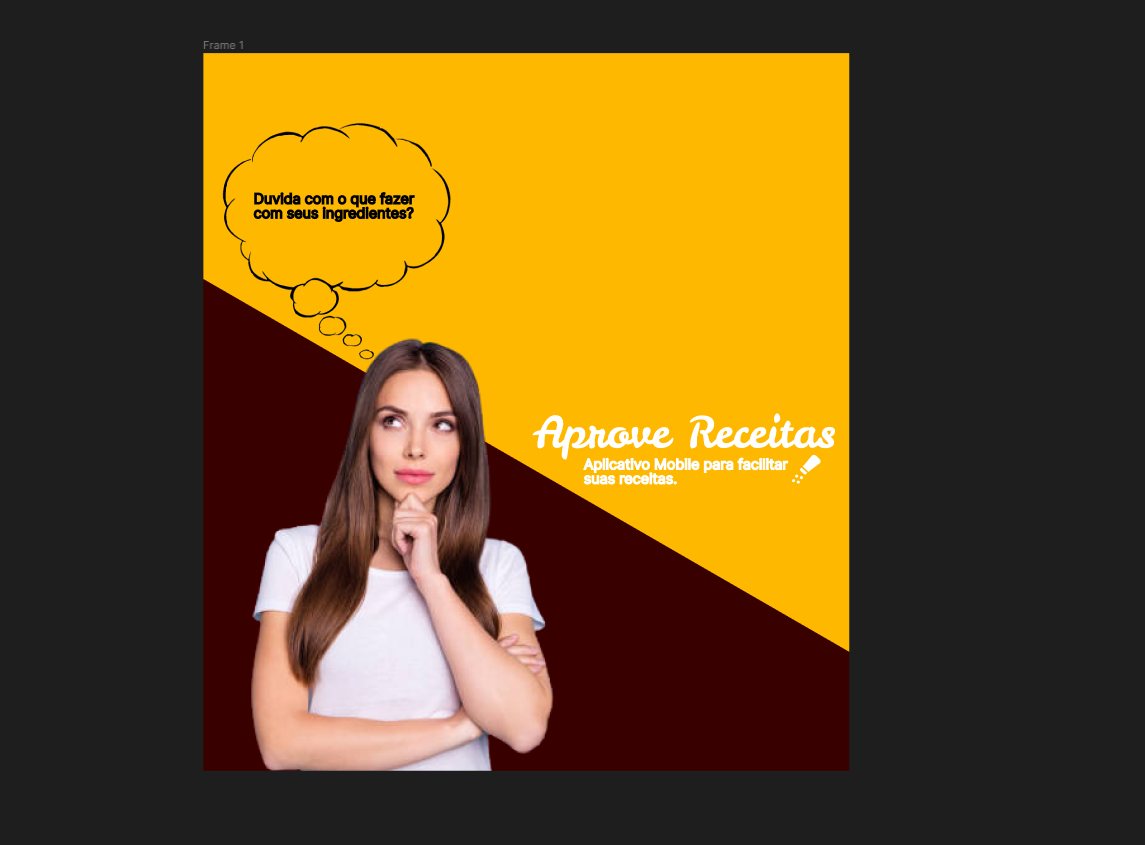 Frame 1
Duvida com o que fazer
com seus ingredientes?
Aprove Receitas
Aplicativo Mobile para facilitar
suas receitas.